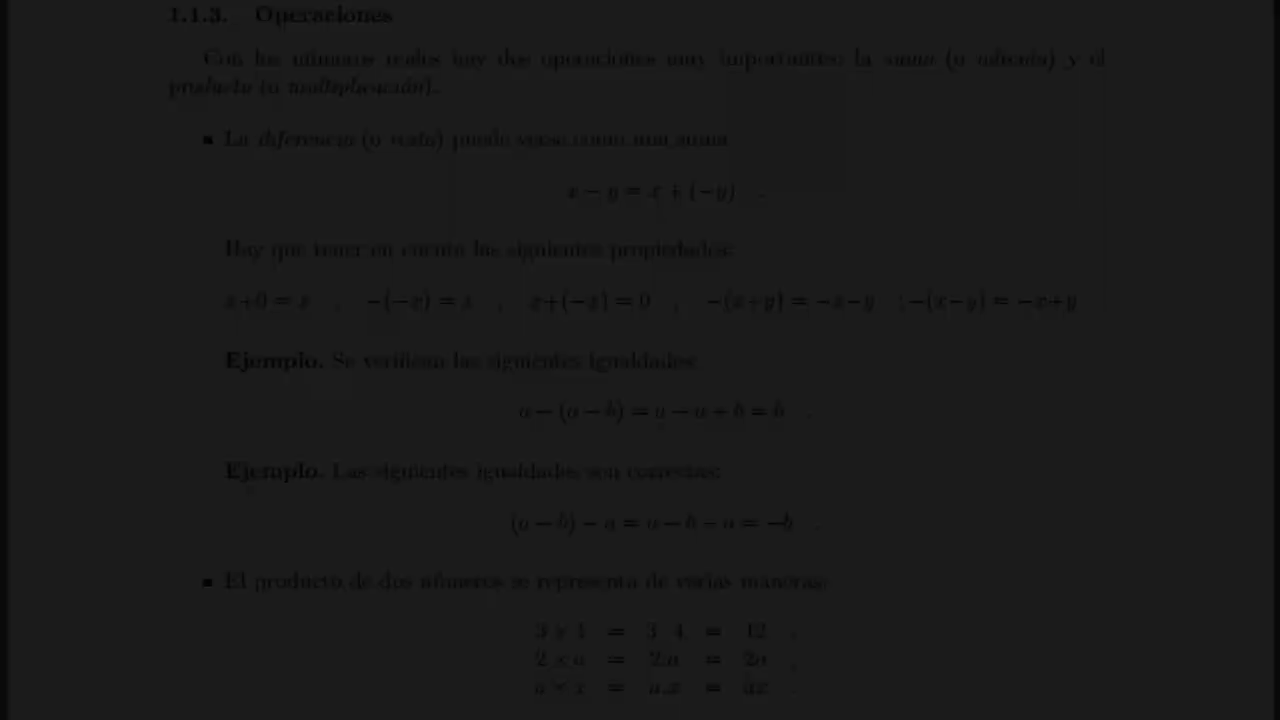 1.1.3. Operaciones
Con los números reales hay dos operaciones muy importantes: la suma (o adición) y el
producto (o multiplicación).
▪ La diferencia (o resta) puede verse como una suma
x − y = x + (−y) .
Hay que tener en cuenta las siguientes propiedades:
x+0 = x , −(−x) = x , x+(−x) = 0 , −(x+y) = −x−y , −(x−y) = −x+y
Ejemplo. Se verifican las siguientes igualdades:
a − (a − b) = a − a + b = b .
Ejemplo. Las siguientes igualdades son correctas:
(a − b) − a = a − b − a = −b .
▪ El producto de dos números se representa de varias maneras:
3 × 4 = 3 · 4 = 12 .
2 × a = 2.a = 2a .
a × x = a.x = ax .